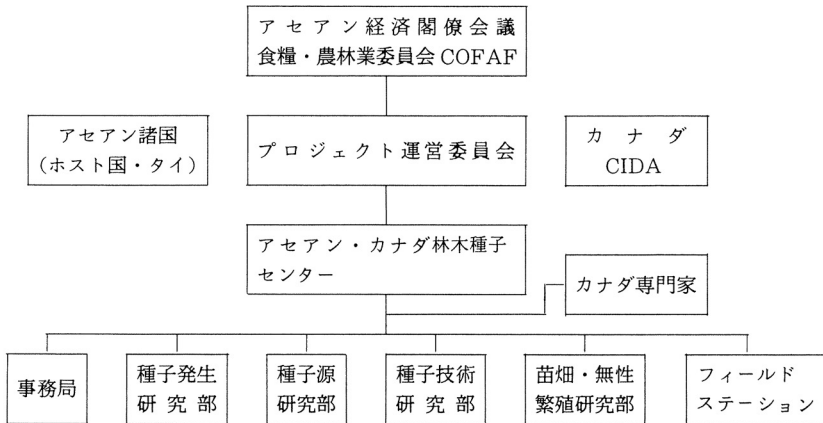 アセアン経済閣僚会議
食糧・農林業委員会COFAF
アセアン諸国
(ホスト国・タイ)
プロジェクト運営委員会
カナダ
CIDA
アセアン・カナダ林木種子
センター
カナダ専門家
事務局
種子発生
研究部
種子源
研究部
種子技術
研究部
苗畑・無性
繁殖研究部
フィールド
ステーション